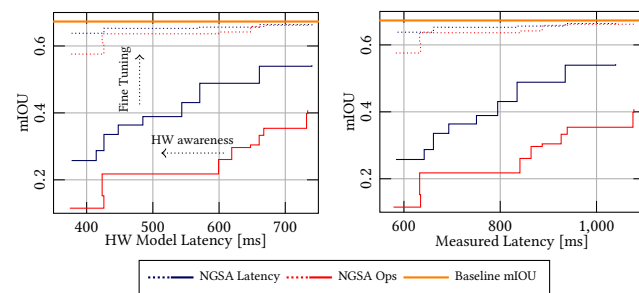 0.6
0.4
0.2
mIOU
Fine Tuning
HW awareness
400 500 600 700
HW Model Latency [ms]
0.6
0.4
0.2
mIOU
600 800 1,000
Measured Latency [ms]
NGSA Latency NGSA Ops Baseline mIOU